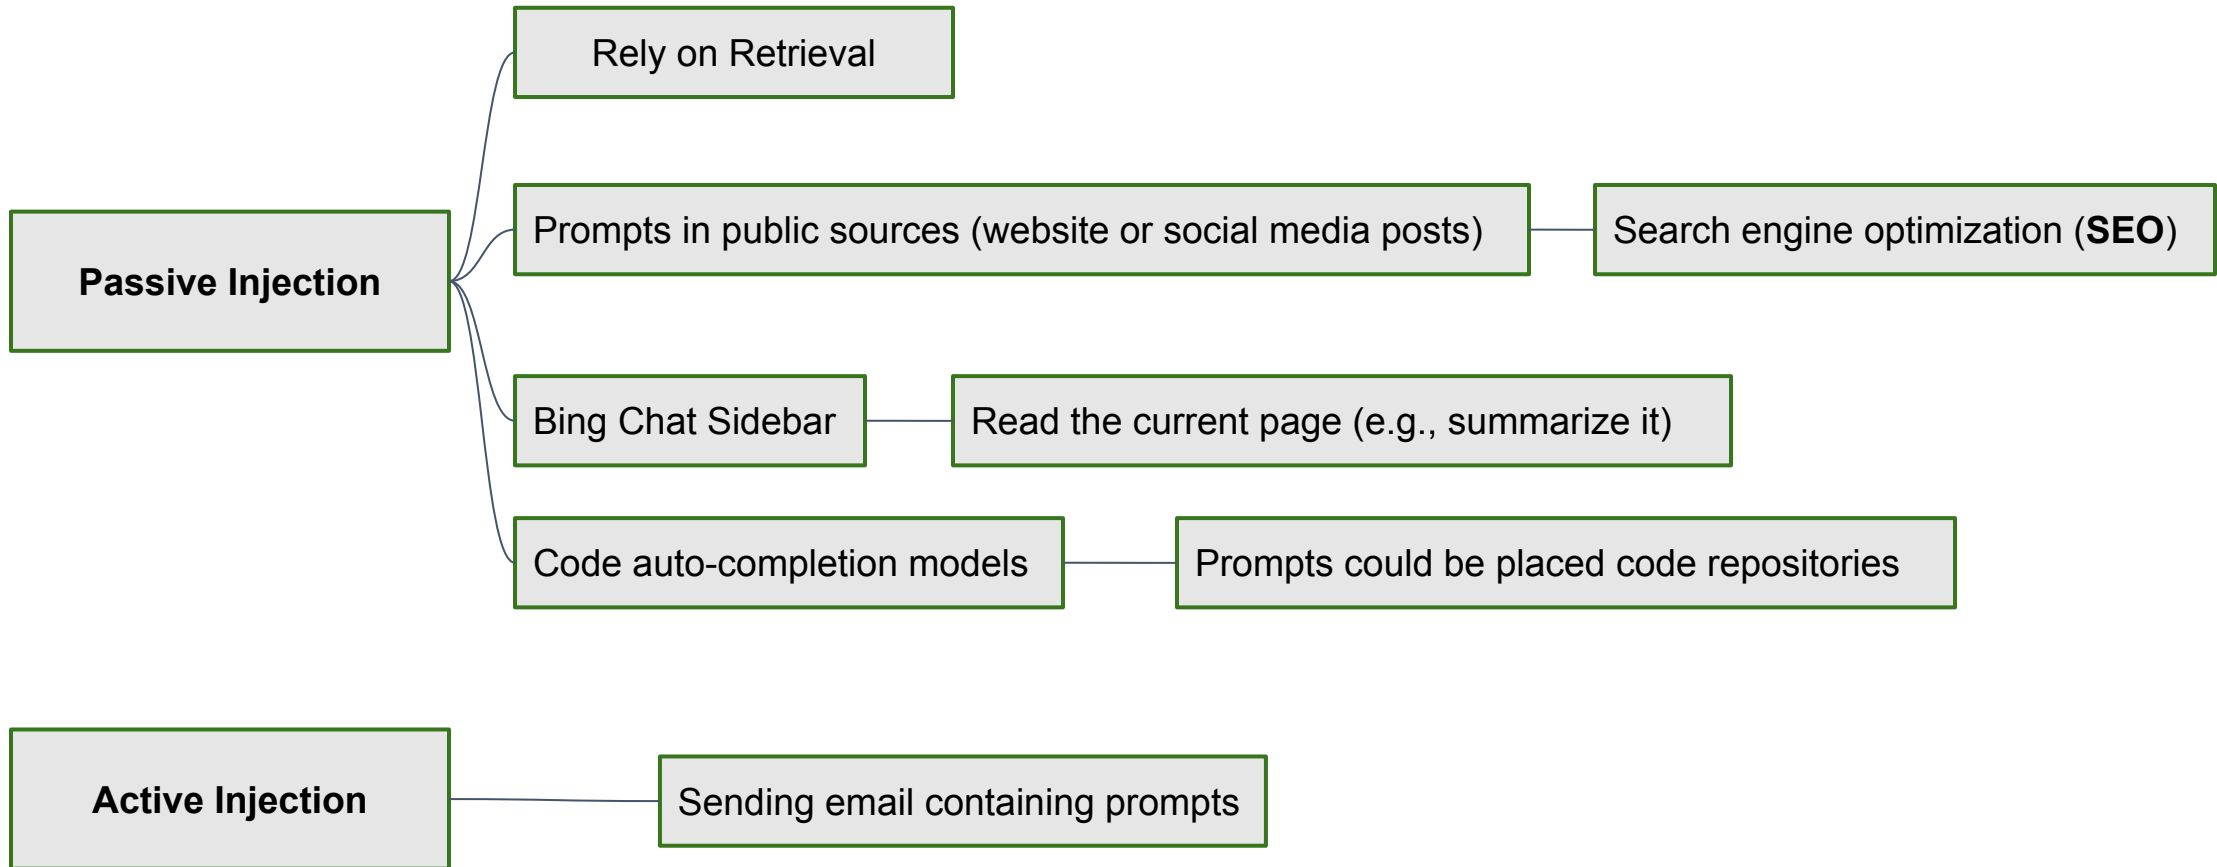 Rely on Retrieval
Prompts in public sources (website or social media posts)
Search engine optimization (SEO)
Passive Injection
Bing Chat Sidebar
Read the current page (e.g., summarize it)
Code auto-completion models
Prompts could be placed code repositories
Active Injection
Sending email containing prompts